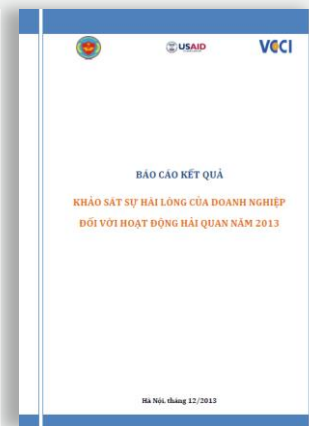 USAID
VCCI
BÁO CÁO KẾT QUẢ
KHẢO SÁT SỰ HÀI LÒNG CỦA DOANH NGHIỆP
ĐỐI VỚI HOẠT ĐỘNG HẢI QUAN NĂM 2013
Hà Nội, tháng 12/2013